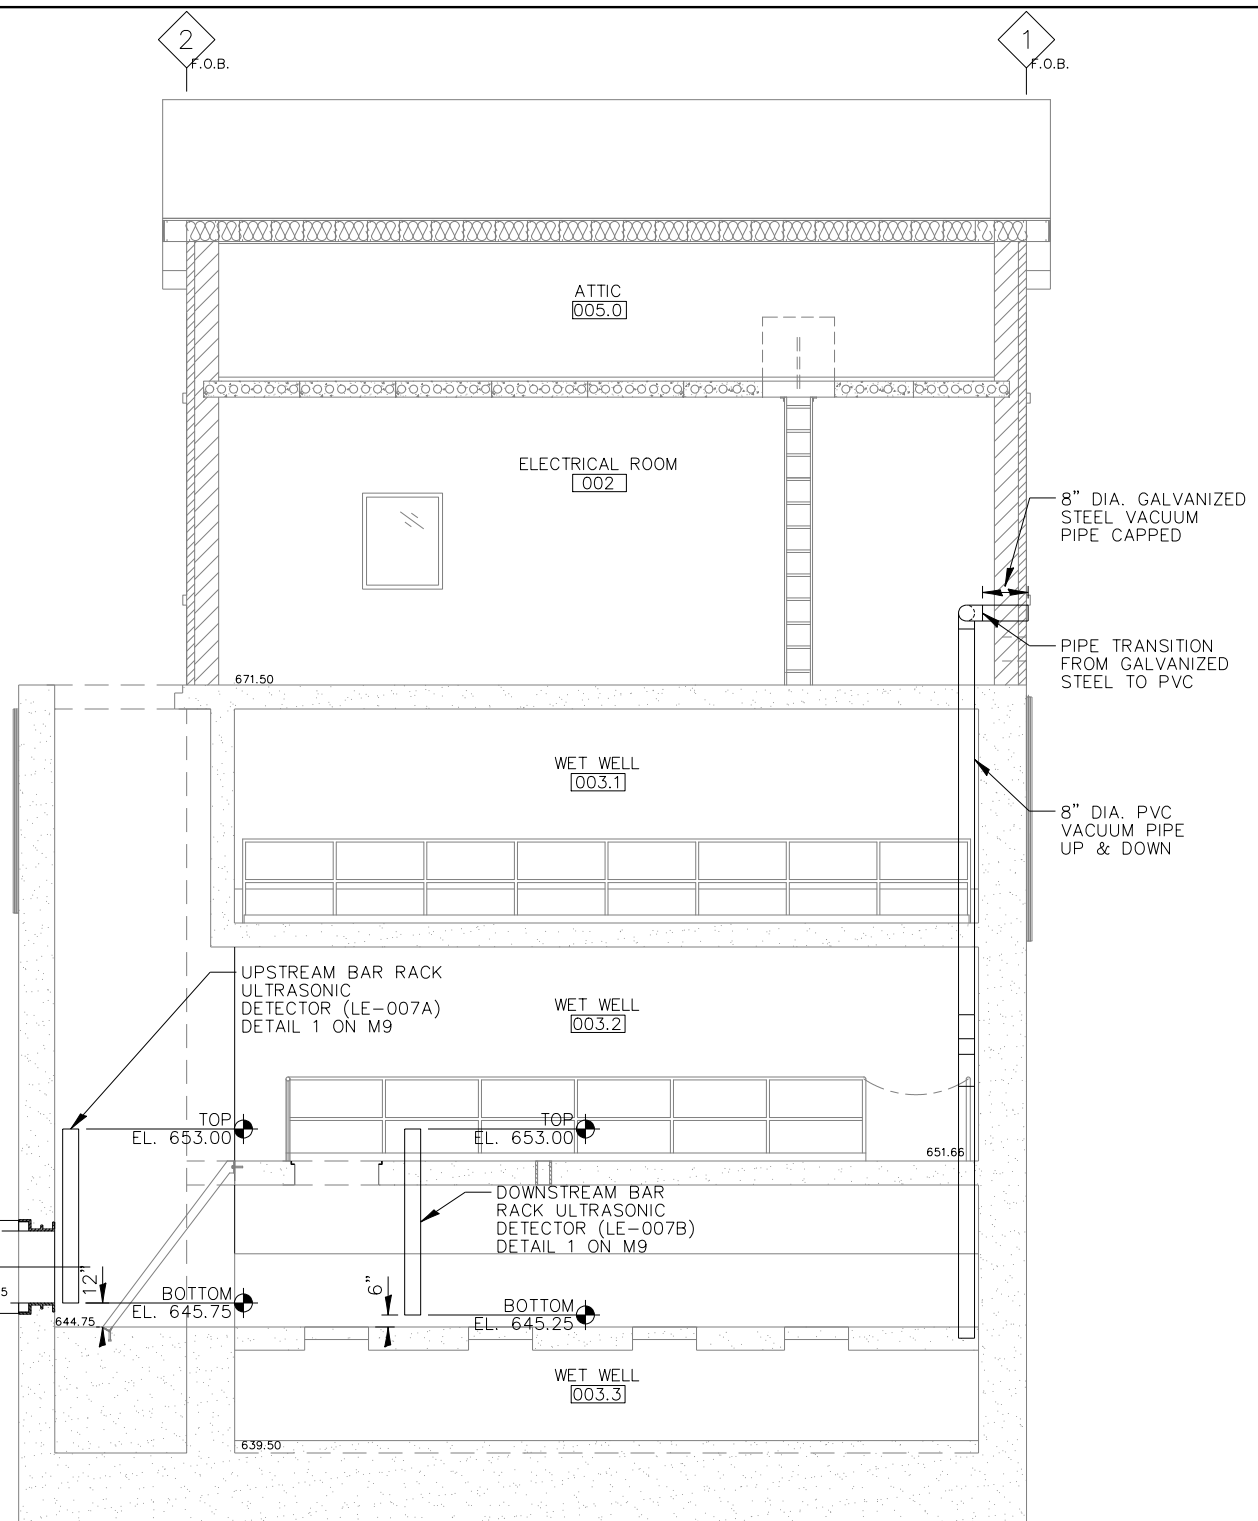 2
F.O.B.
1
F.O.B.
ATTIC
005.0
ELECTRICAL ROOM
002
8" DIA. GALVANIZED
STEEL VACUUM
PIPE CAPPED
PIPE TRANSITION
FROM GALVANIZED
STEEL TO PVC
671.50
WET WELL
003.1
8" DIA. PVC
VACUUM PIPE
UP & DOWN
UPSTREAM BAR RACK
ULTRASONIC
DETECTOR (LE-007A)
DETAIL 1 ON M9
WET WELL
003.2
TOP
EL. 653.00
TOP
EL. 653.00
651.66
DOWNSTREAM BAR
RACK ULTRASONIC
DETECTOR (LE-007B)
DETAIL 1 ON M9
5
12"
6"
BOTTOM
EL. 645.75
BOTTOM
EL. 645.25
644.75
WET WELL
003.3
639.50